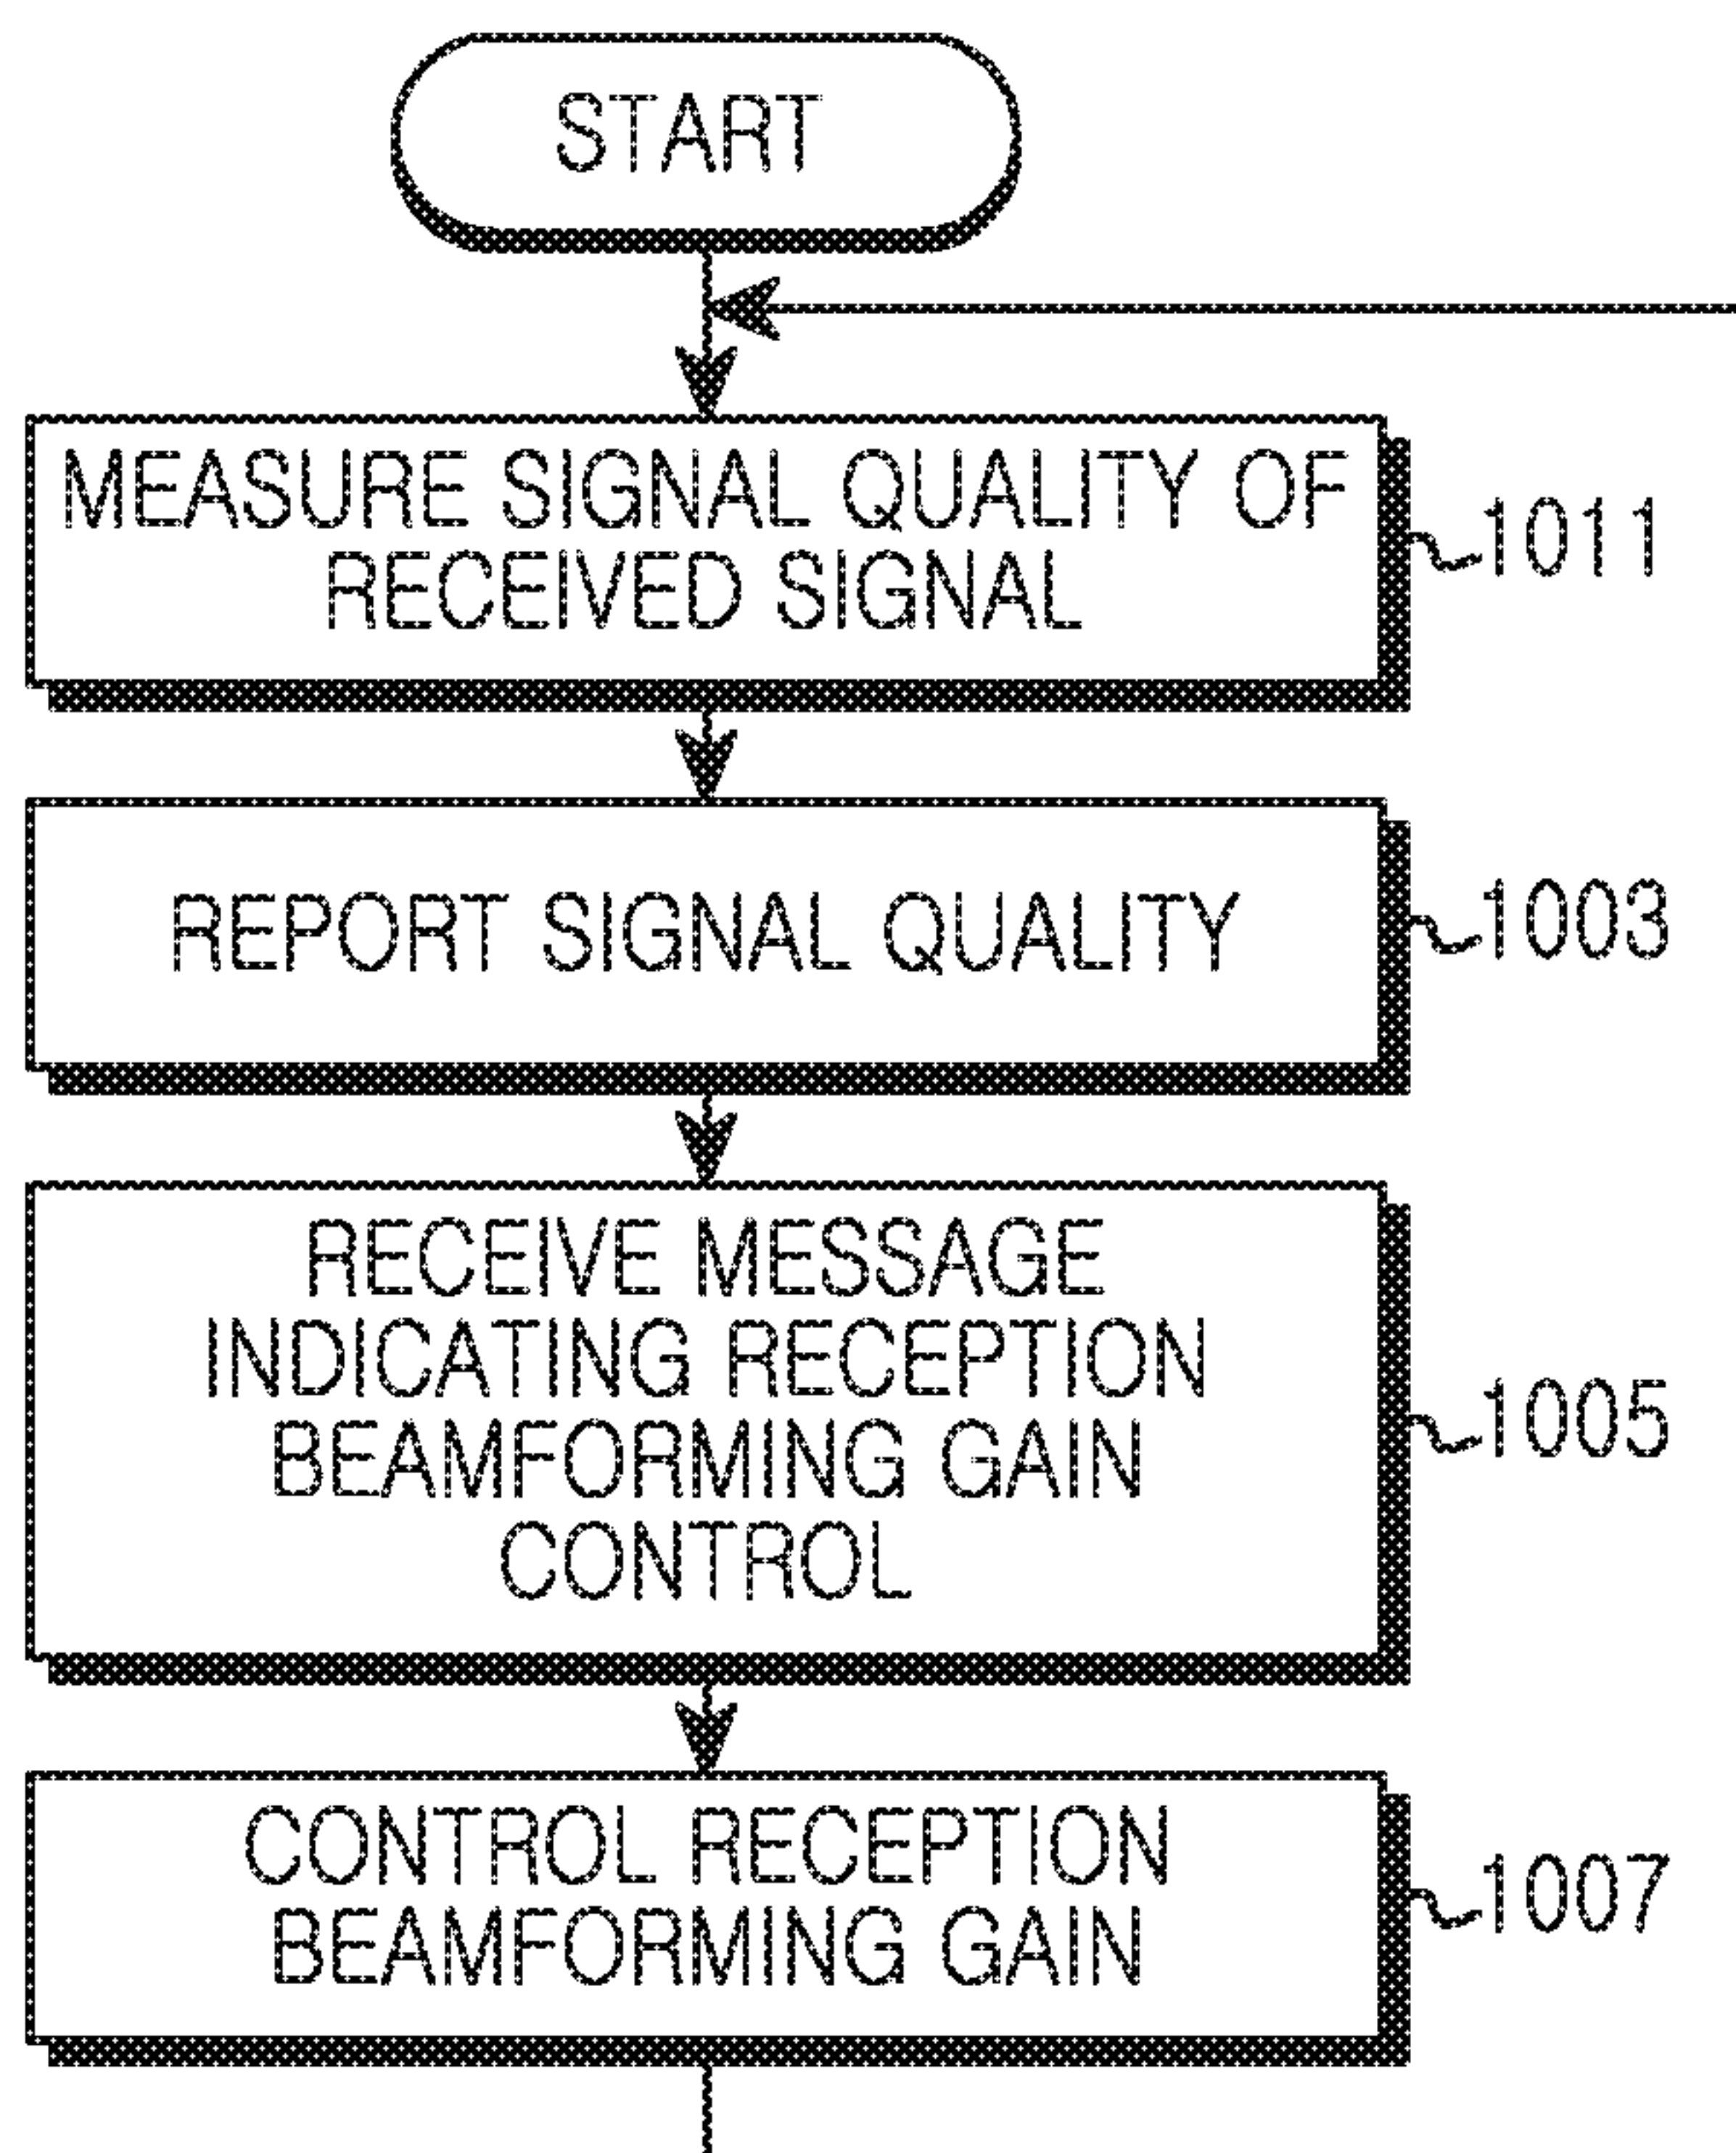 START
MEASURE SIGNAL QUALITY OF
RECEIVED SIGNAL
1011
REPORT SIGNAL QUALITY
1003
RECEIVE MESSAGE
INDICATING RECEPTION
BEAMFORMING GAIN
CONTROL
1005
CONTROL RECEPTION
BEAMFORMING GAIN
1007